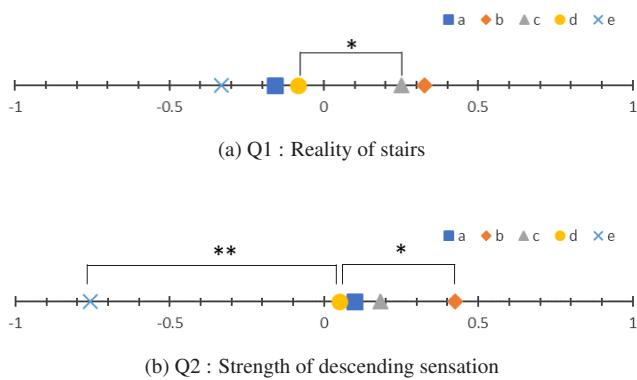 a b c d e
*
-1 -0.5 0 0.5 1
(a) Q1 : Reality of stairs
a b c d e
** *
-1 -0.5 0 0.5 1
(b) Q2 : Strength of descending sensation